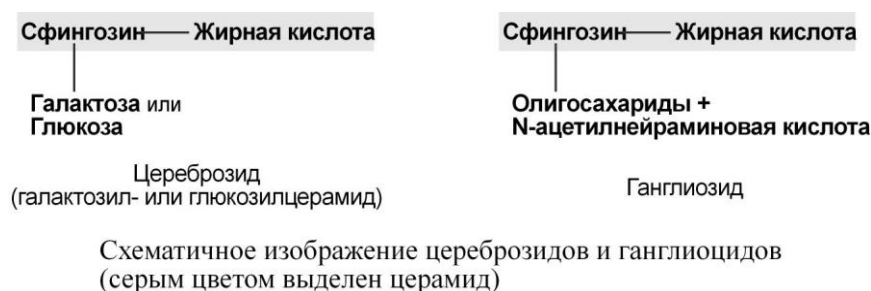 Сфингозин — Жирная кислота
Галактоза или
Глюкоза
Цереброзид
(галактозил- или глюкозилцерамид)
Сфингозин — Жирная кислота
Олигосахариды +
N-ацетилнейраминовая кислота
Ганглиозид
Схематичное изображение цереброзидов и ганглиоцидов
(серым цветом выделен церамид)